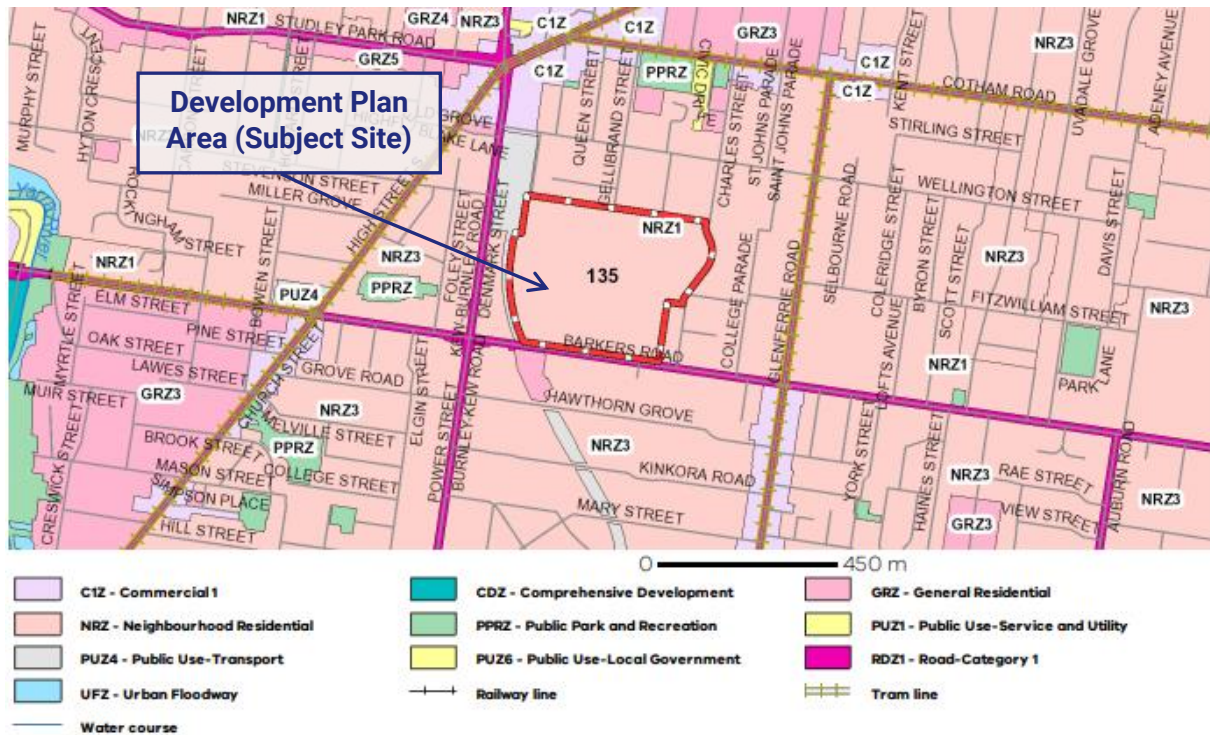 NRZ1
STUDLEY PARK ROAD
GRZ4
NRZ3
GRZ5
C1Z
C1Z
C1Z
GRZ3
PPRZ
CIVIC DRIVE
C1Z
C1Z
NRZ3
COTHAM ROAD
MURPHY STREET
HYTON CRESCENT
Development Plan
Area (Subject Site)
QUEEN STREET
GELLIBRAND STREET
CHARLES STREET
ST JOHNS PARADE
SAINT JOHNS PARADE
KENT STREET
STIRLING STREET
UVADALE GROVE
ADENEY AVENUE
STEVENSON STREET
MILLER GROVE
HIGH STREET S
FOLEY STREET
KEW-BURNLEY ROAD
DENMARK STREET
NRZ1
135
SELBOURNE ROAD
COLERIDGE STREET
BYRON STREET
SCOTT STREET
WELLINGTON STREET
NRZ3
DAVIS STREET
FITZWILLIAM STREET
NRZ3
NRZ1
BOWEN STREET
PUZ4
NRZ3
PPRZ
ELM STREET
PINE STREET
OAK STREET
LAWES STREET
MUIR STREET
MYRTLE STREET
GRZ3
CHURCH STREET
GROVE ROAD
NRZ3
MELVILLE STREET
BROOK STREET
PPRZ
MASON STREET
COLLEGE STREET
SIMPSON PLACE
HILL STREET
CRESWICK STREET
ELGIN STREET
POWER STREET
BURNLEY-KEW ROAD
BARKERS ROAD
COLLEGE PARADE
GLENFERRIE ROAD
LOFTS AVENUE
NRZ1
PARK
LANE
HAWTHORN GROVE
NRZ3
KINKORA ROAD
MARY STREET
YORK STREET
HAINES STREET
NRZ3
RAE STREET
GRZ3
VIEW STREET
AUBURN ROAD
NRZ3
0
450 m
C1Z - Commercial 1
CDZ - Comprehensive Development
GRZ - General Residential
NRZ - Neighbourhood Residential
PPRZ - Public Park and Recreation
PUZ1 - Public Use-Service and Utility
PUZ4 - Public Use-Transport
PUZ6 - Public Use-Local Government
RDZ1 - Road-Category 1
UFZ - Urban Floodway
Railway line
Tram line
Water course